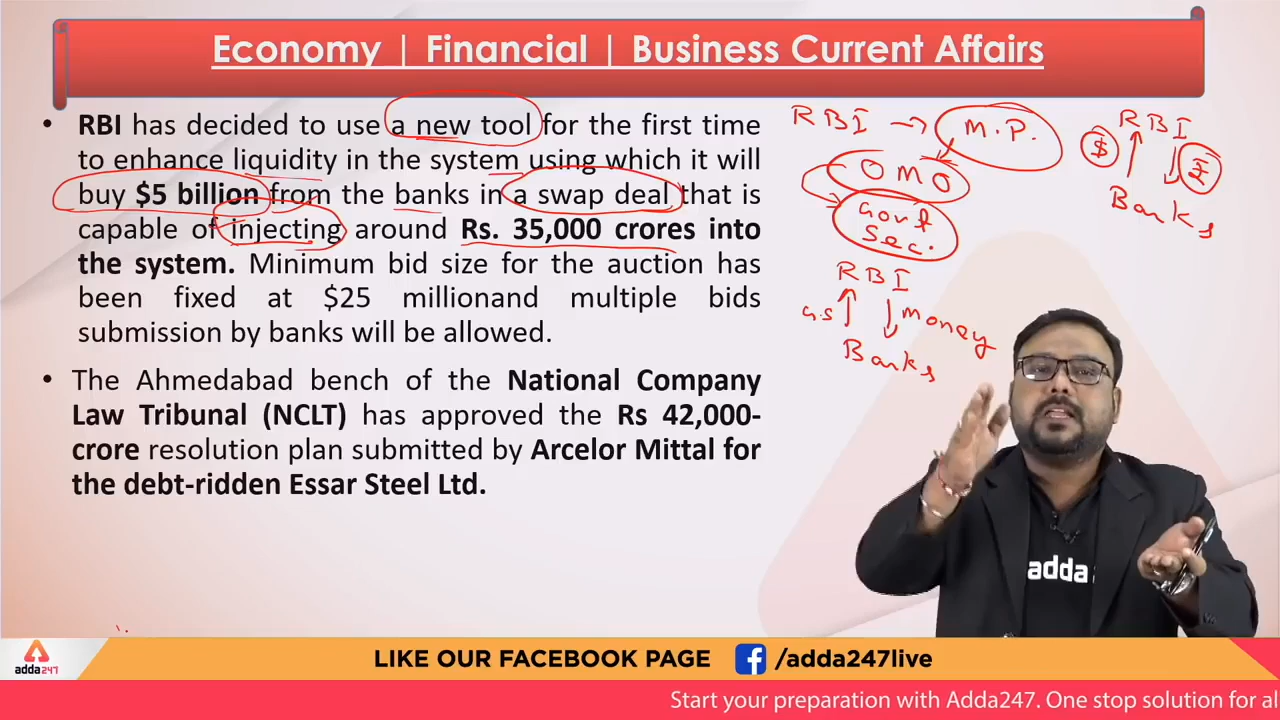 Economy | Financial | Business Current Affairs
• RBI has decided to use a new tool for the first time
to enhance liquidity in the system using which it will
buy $5 billion from the banks in a swap deal that is
capable of injecting around Rs. 35,000 crores into
the system. Minimum bid size for the auction has
been fixed at $25 millionand multiple bids
submission by banks will be allowed.
• The Ahmedabad bench of the National Company
Law Tribunal (NCLT) has approved the Rs 42,000-
crore resolution plan submitted by Arcelor Mittal for
the debt-ridden Essar Steel Ltd.
RBI → M.P.
OMO
Govt
Sec.
RBI
G.S money
Banks
RBI
$ ₹
Banks
adda
adda247
LIKE OUR FACEBOOK PAGE f /adda247live
Start your preparation with Adda247. One stop solution for al